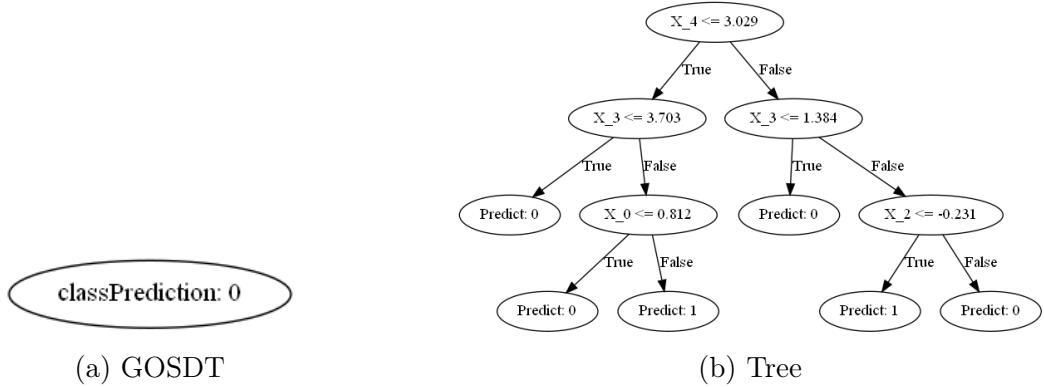 X_4 <= 3.029
True
False
X_3 <= 3.703
X_3 <= 1.384
True
False
True
False
Predict: 0
X_0 <= 0.812
Predict: 0
X_2 <= -0.231
True
False
True
False
classPrediction: 0
Predict: 0
Predict: 1
Predict: 1
Predict: 0
(a) GOSDT
(b) Tree